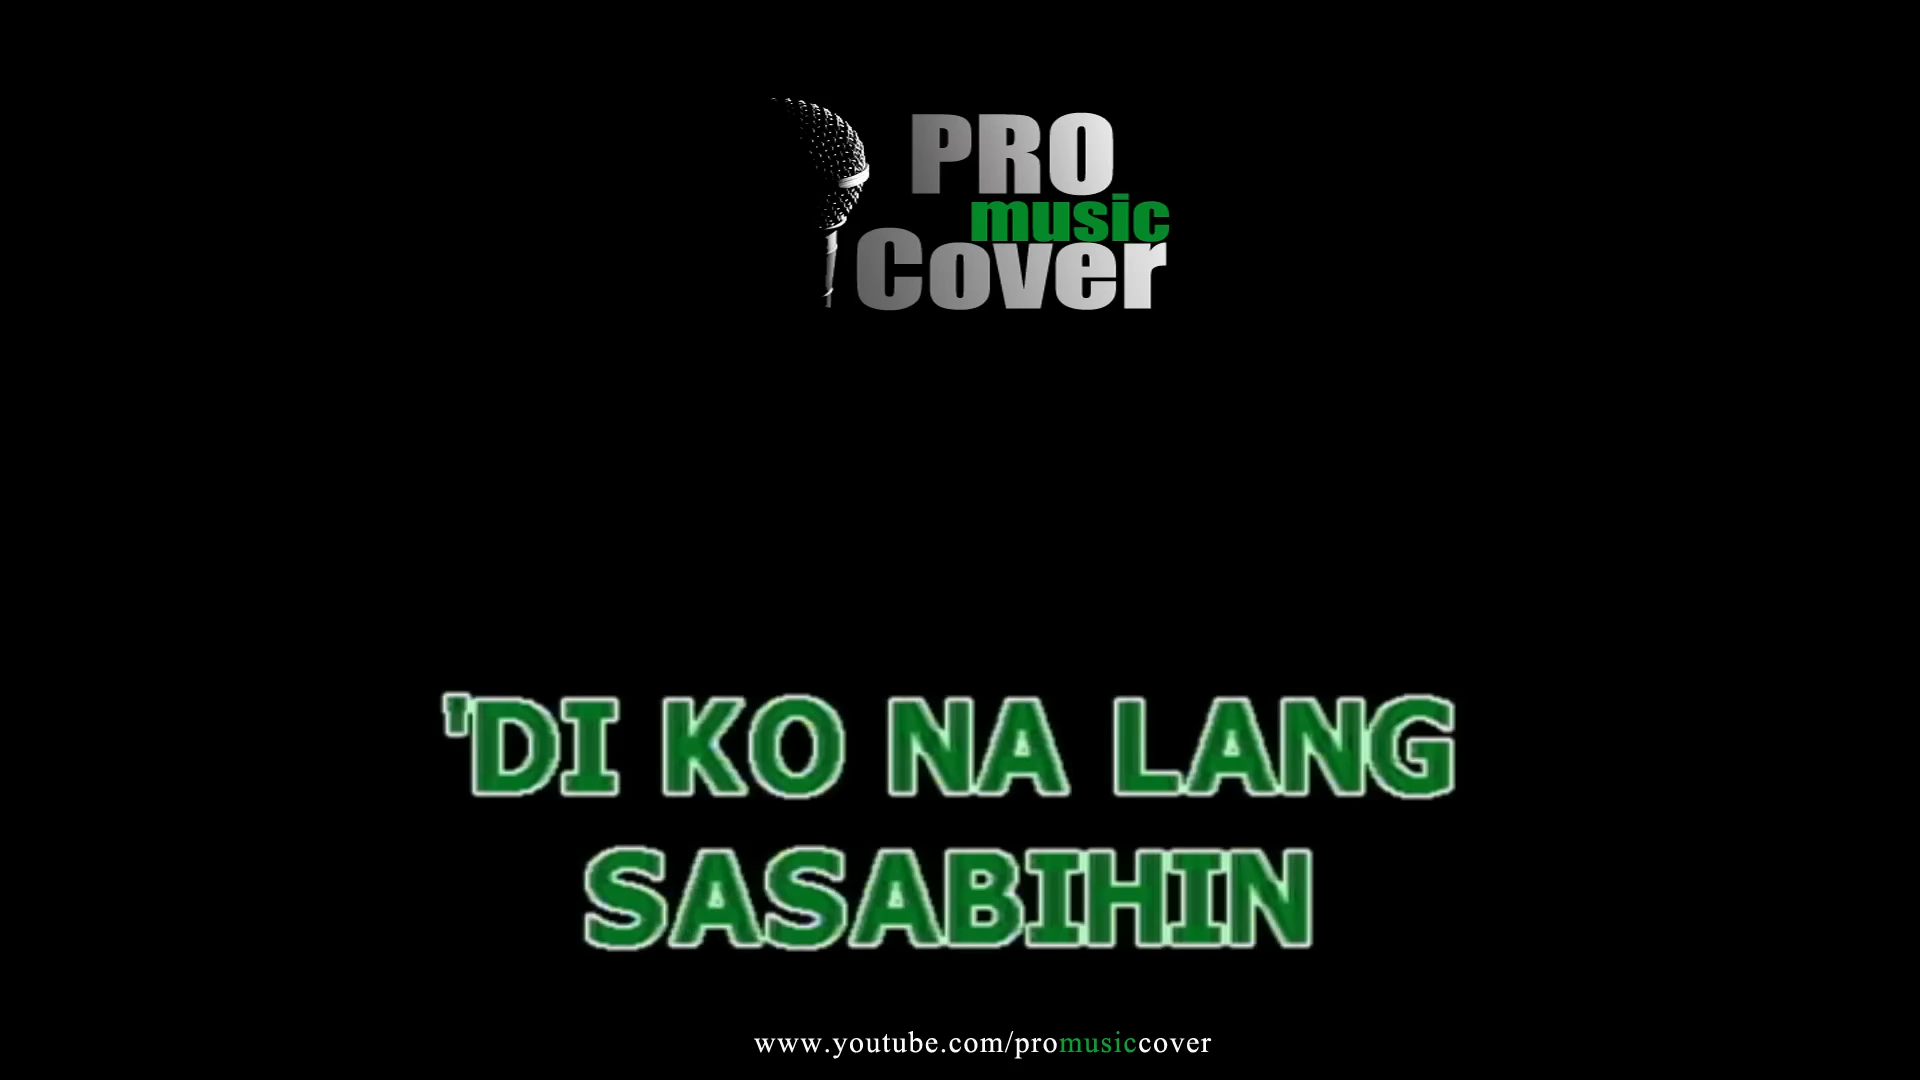 PRO
music
Cover
'DI KO NA LANG
SASABIHIN
www.youtube.com/promusiccover